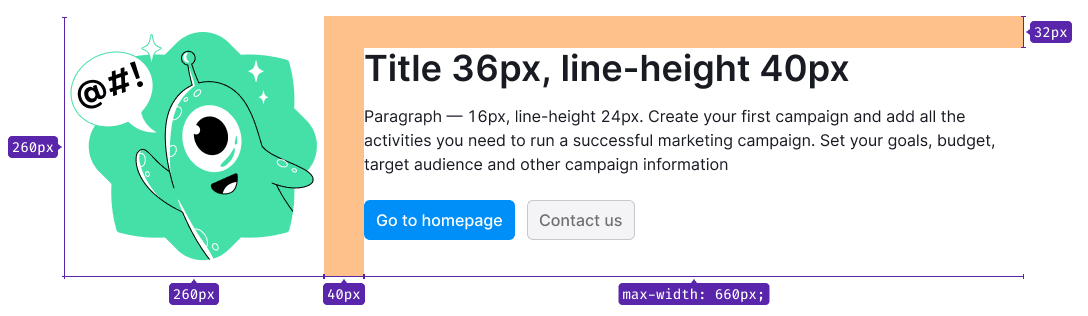 32px
@#!
Title 36px, line-height 40px
Paragraph — 16px, line-height 24px. Create your first campaign and add all the
activities you need to run a successful marketing campaign. Set your goals, budget,
target audience and other campaign information
260px
Go to homepage
Contact us
260px
40px
max-width: 660px;